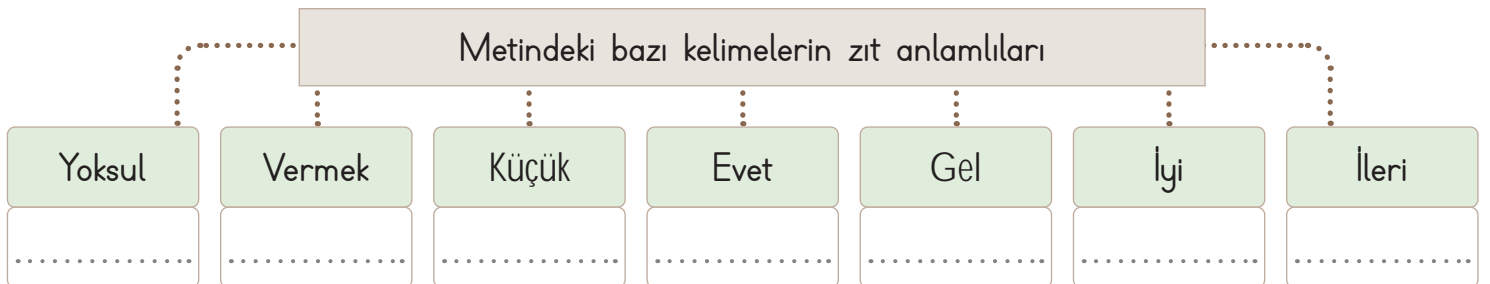 Metindeki bazı kelimelerin zıt anlamlıları
Yoksul
Vermek
Küçük
Evet
Gel
İyi
İleri